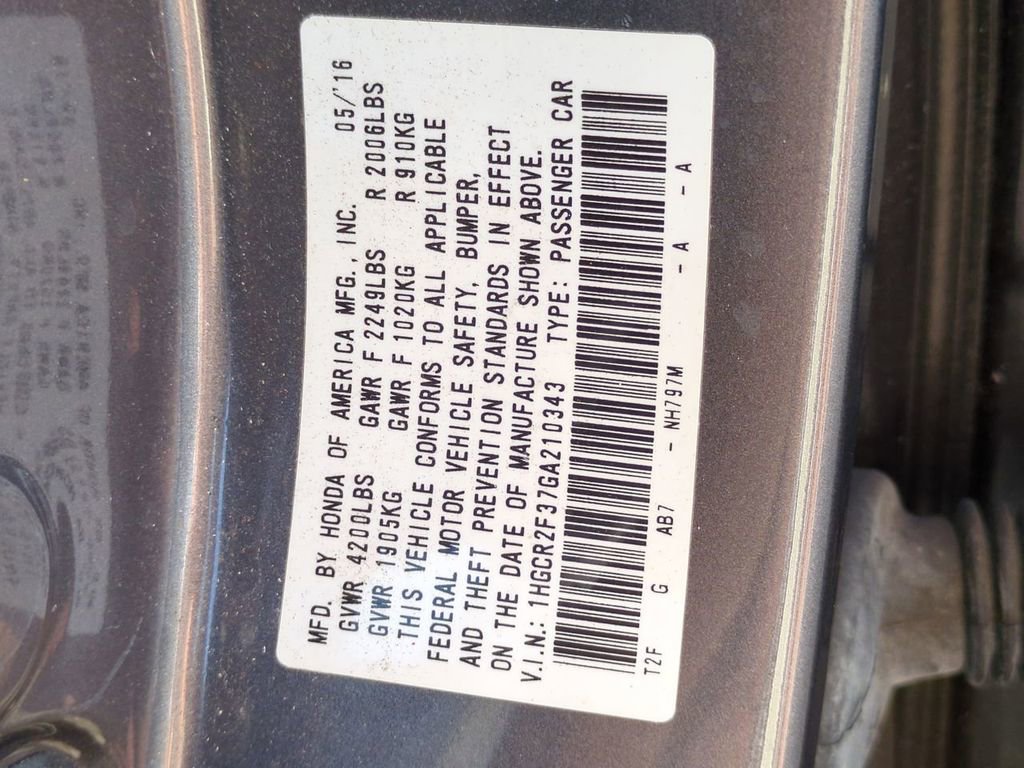 MFD. BY HONDA OF AMERICA MFG., INC. 05/'16
GVWR 4200LBS GAWR F 2249LBS R 2006LBS
GVWR 1905KG GAWR F 1020KG R 910KG
THIS VEHICLE CONFORMS TO ALL APPLICABLE
FEDERAL MOTOR VEHICLE SAFETY, BUMPER,
AND THEFT PREVENTION STANDARDS IN EFFECT
ON THE DATE OF MANUFACTURE SHOWN ABOVE.
V.I.N.: 1HGCR2F37GA210343 TYPE: PASSENGER CAR
T2F G AB7 - NH797M - A - A